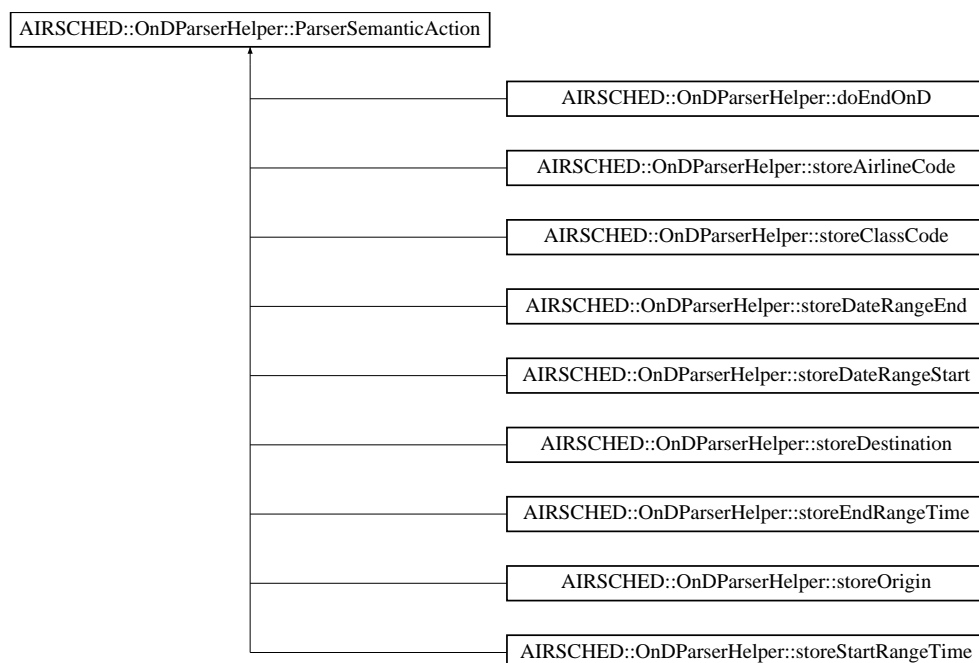 AIRSCHED::OnDParserHelper::ParserSemanticAction
AIRSCHED::OnDParserHelper::doEndOnD
AIRSCHED::OnDParserHelper::storeAirlineCode
AIRSCHED::OnDParserHelper::storeClassCode
AIRSCHED::OnDParserHelper::storeDateRangeEnd
AIRSCHED::OnDParserHelper::storeDateRangeStart
AIRSCHED::OnDParserHelper::storeDestination
AIRSCHED::OnDParserHelper::storeEndRangeTime
AIRSCHED::OnDParserHelper::storeOrigin
AIRSCHED::OnDParserHelper::storeStartRangeTime